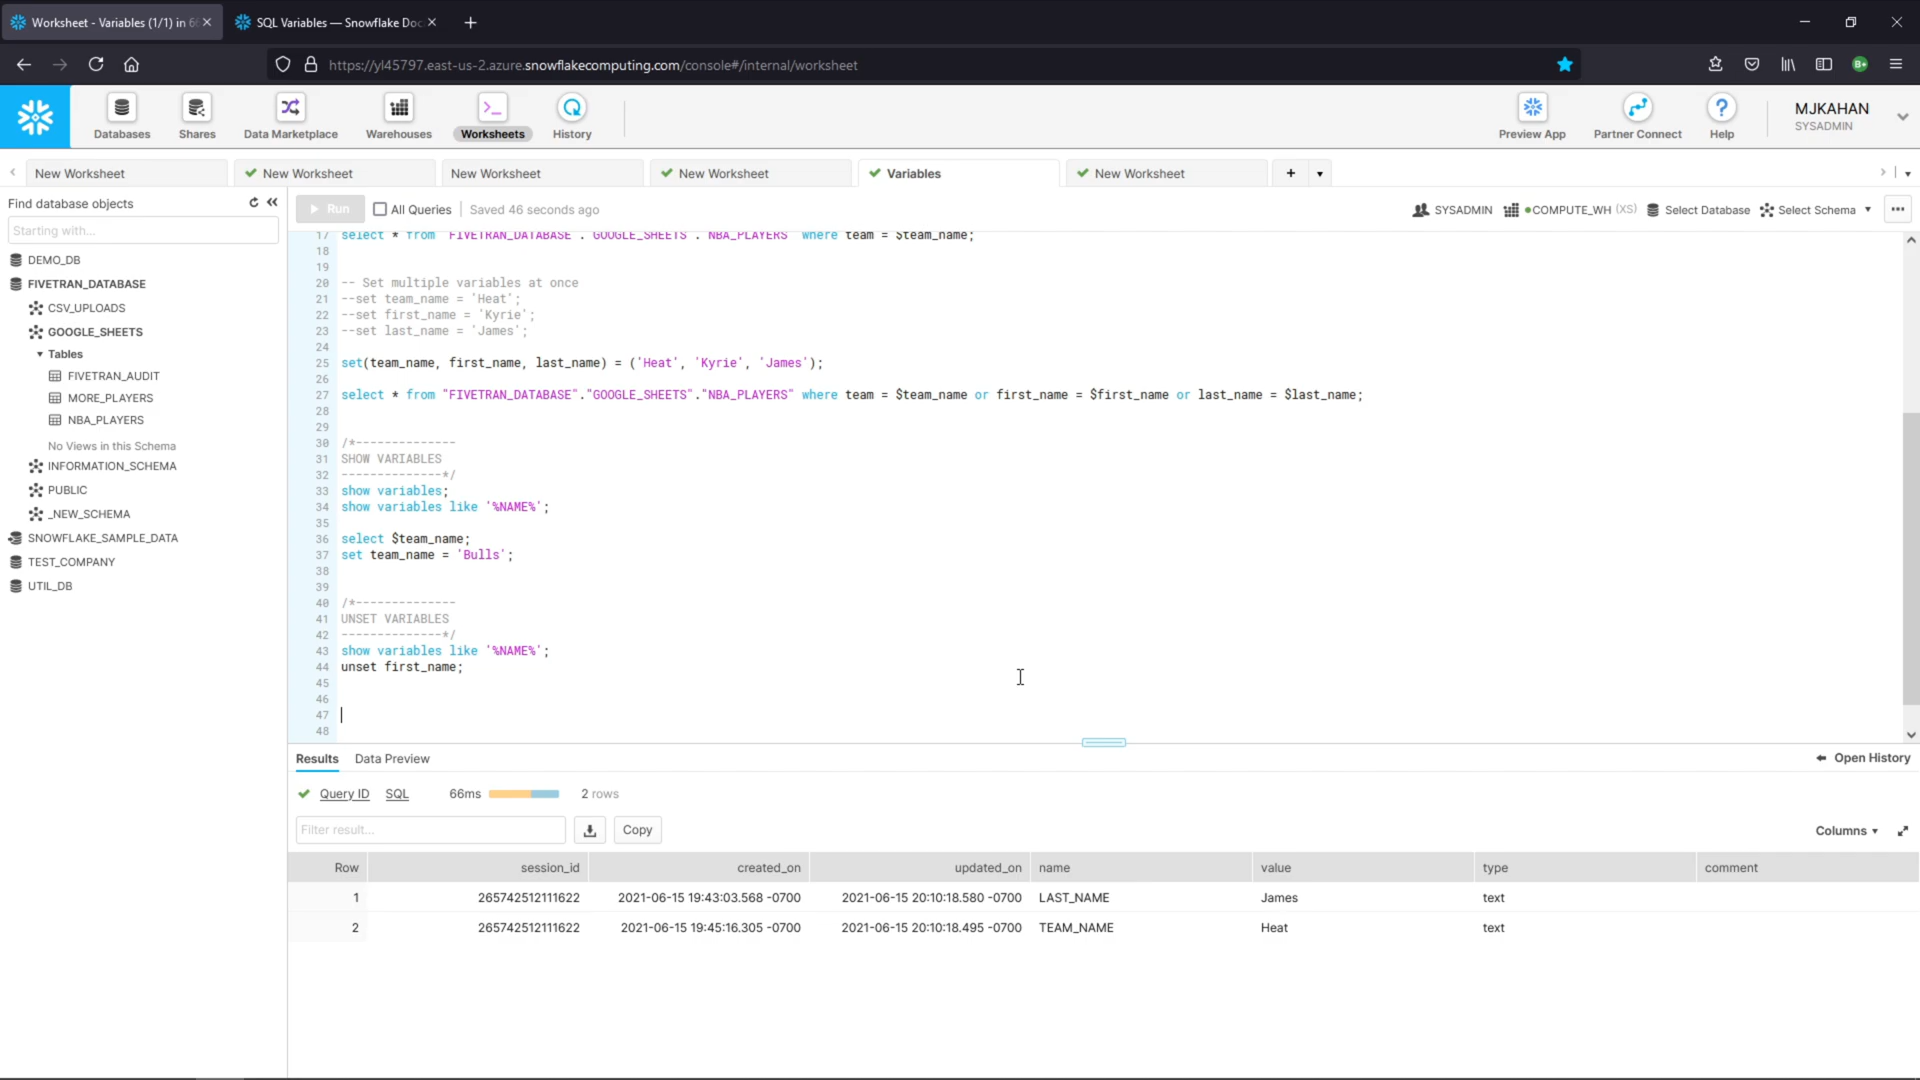 Worksheet - Variables (1/1) in 6
SQL Variables — Snowflake Doc
https://yl45797.east-us-2.azure.snowflakecomputing.com/console#/internal/worksheet
B+
Databases
Shares
Data Marketplace
Warehouses
Worksheets
History
Preview App
Partner Connect
Help
MJKAHAN
SYSADMIN
New Worksheet
New Worksheet
New Worksheet
New Worksheet
Variables
New Worksheet
Find database objects
Starting with...
DEMO_DB
FIVETRAN_DATABASE
CSV_UPLOADS
GOOGLE_SHEETS
Tables
FIVETRAN_AUDIT
MORE_PLAYERS
NBA_PLAYERS
No Views in this Schema
INFORMATION_SCHEMA
PUBLIC
_NEW_SCHEMA
SNOWFLAKE_SAMPLE_DATA
TEST_COMPANY
UTIL_DB
Run
All Queries
Saved 46 seconds ago
SYSADMIN
COMPUTE_WH (XS)
Select Database
Select Schema
17 select * from "FIVETRAN_DATABASE"."GOOGLE_SHEETS"."NBA_PLAYERS" where team = $team_name;
18
19
20 -- Set multiple variables at once
21 --set team_name = 'Heat';
22 --set first_name = 'Kyrie';
23 --set last_name = 'James';
24
25 set(team_name, first_name, last_name) = ('Heat', 'Kyrie', 'James');
26
27 select * from "FIVETRAN_DATABASE"."GOOGLE_SHEETS"."NBA_PLAYERS" where team = $team_name or first_name = $first_name or last_name = $last_name;
28
29
30 /*--------------
31 SHOW VARIABLES
32 --------------*/
33 show variables;
34 show variables like '%NAME%';
35
36 select $team_name;
37 set team_name = 'Bulls';
38
39
40 /*--------------
41 UNSET VARIABLES
42 --------------*/
43 show variables like '%NAME%';
44 unset first_name;
45
46
47
48
Results
Data Preview
Open History
Query ID
SQL
66ms
2 rows
Filter result...
Copy
Columns
Row session_id created_on updated_on name value type comment
1 265742512111622 2021-06-15 19:43:03.568 -0700 2021-06-15 20:10:18.580 -0700 LAST_NAME James text
2 265742512111622 2021-06-15 19:45:16.305 -0700 2021-06-15 20:10:18.495 -0700 TEAM_NAME Heat text